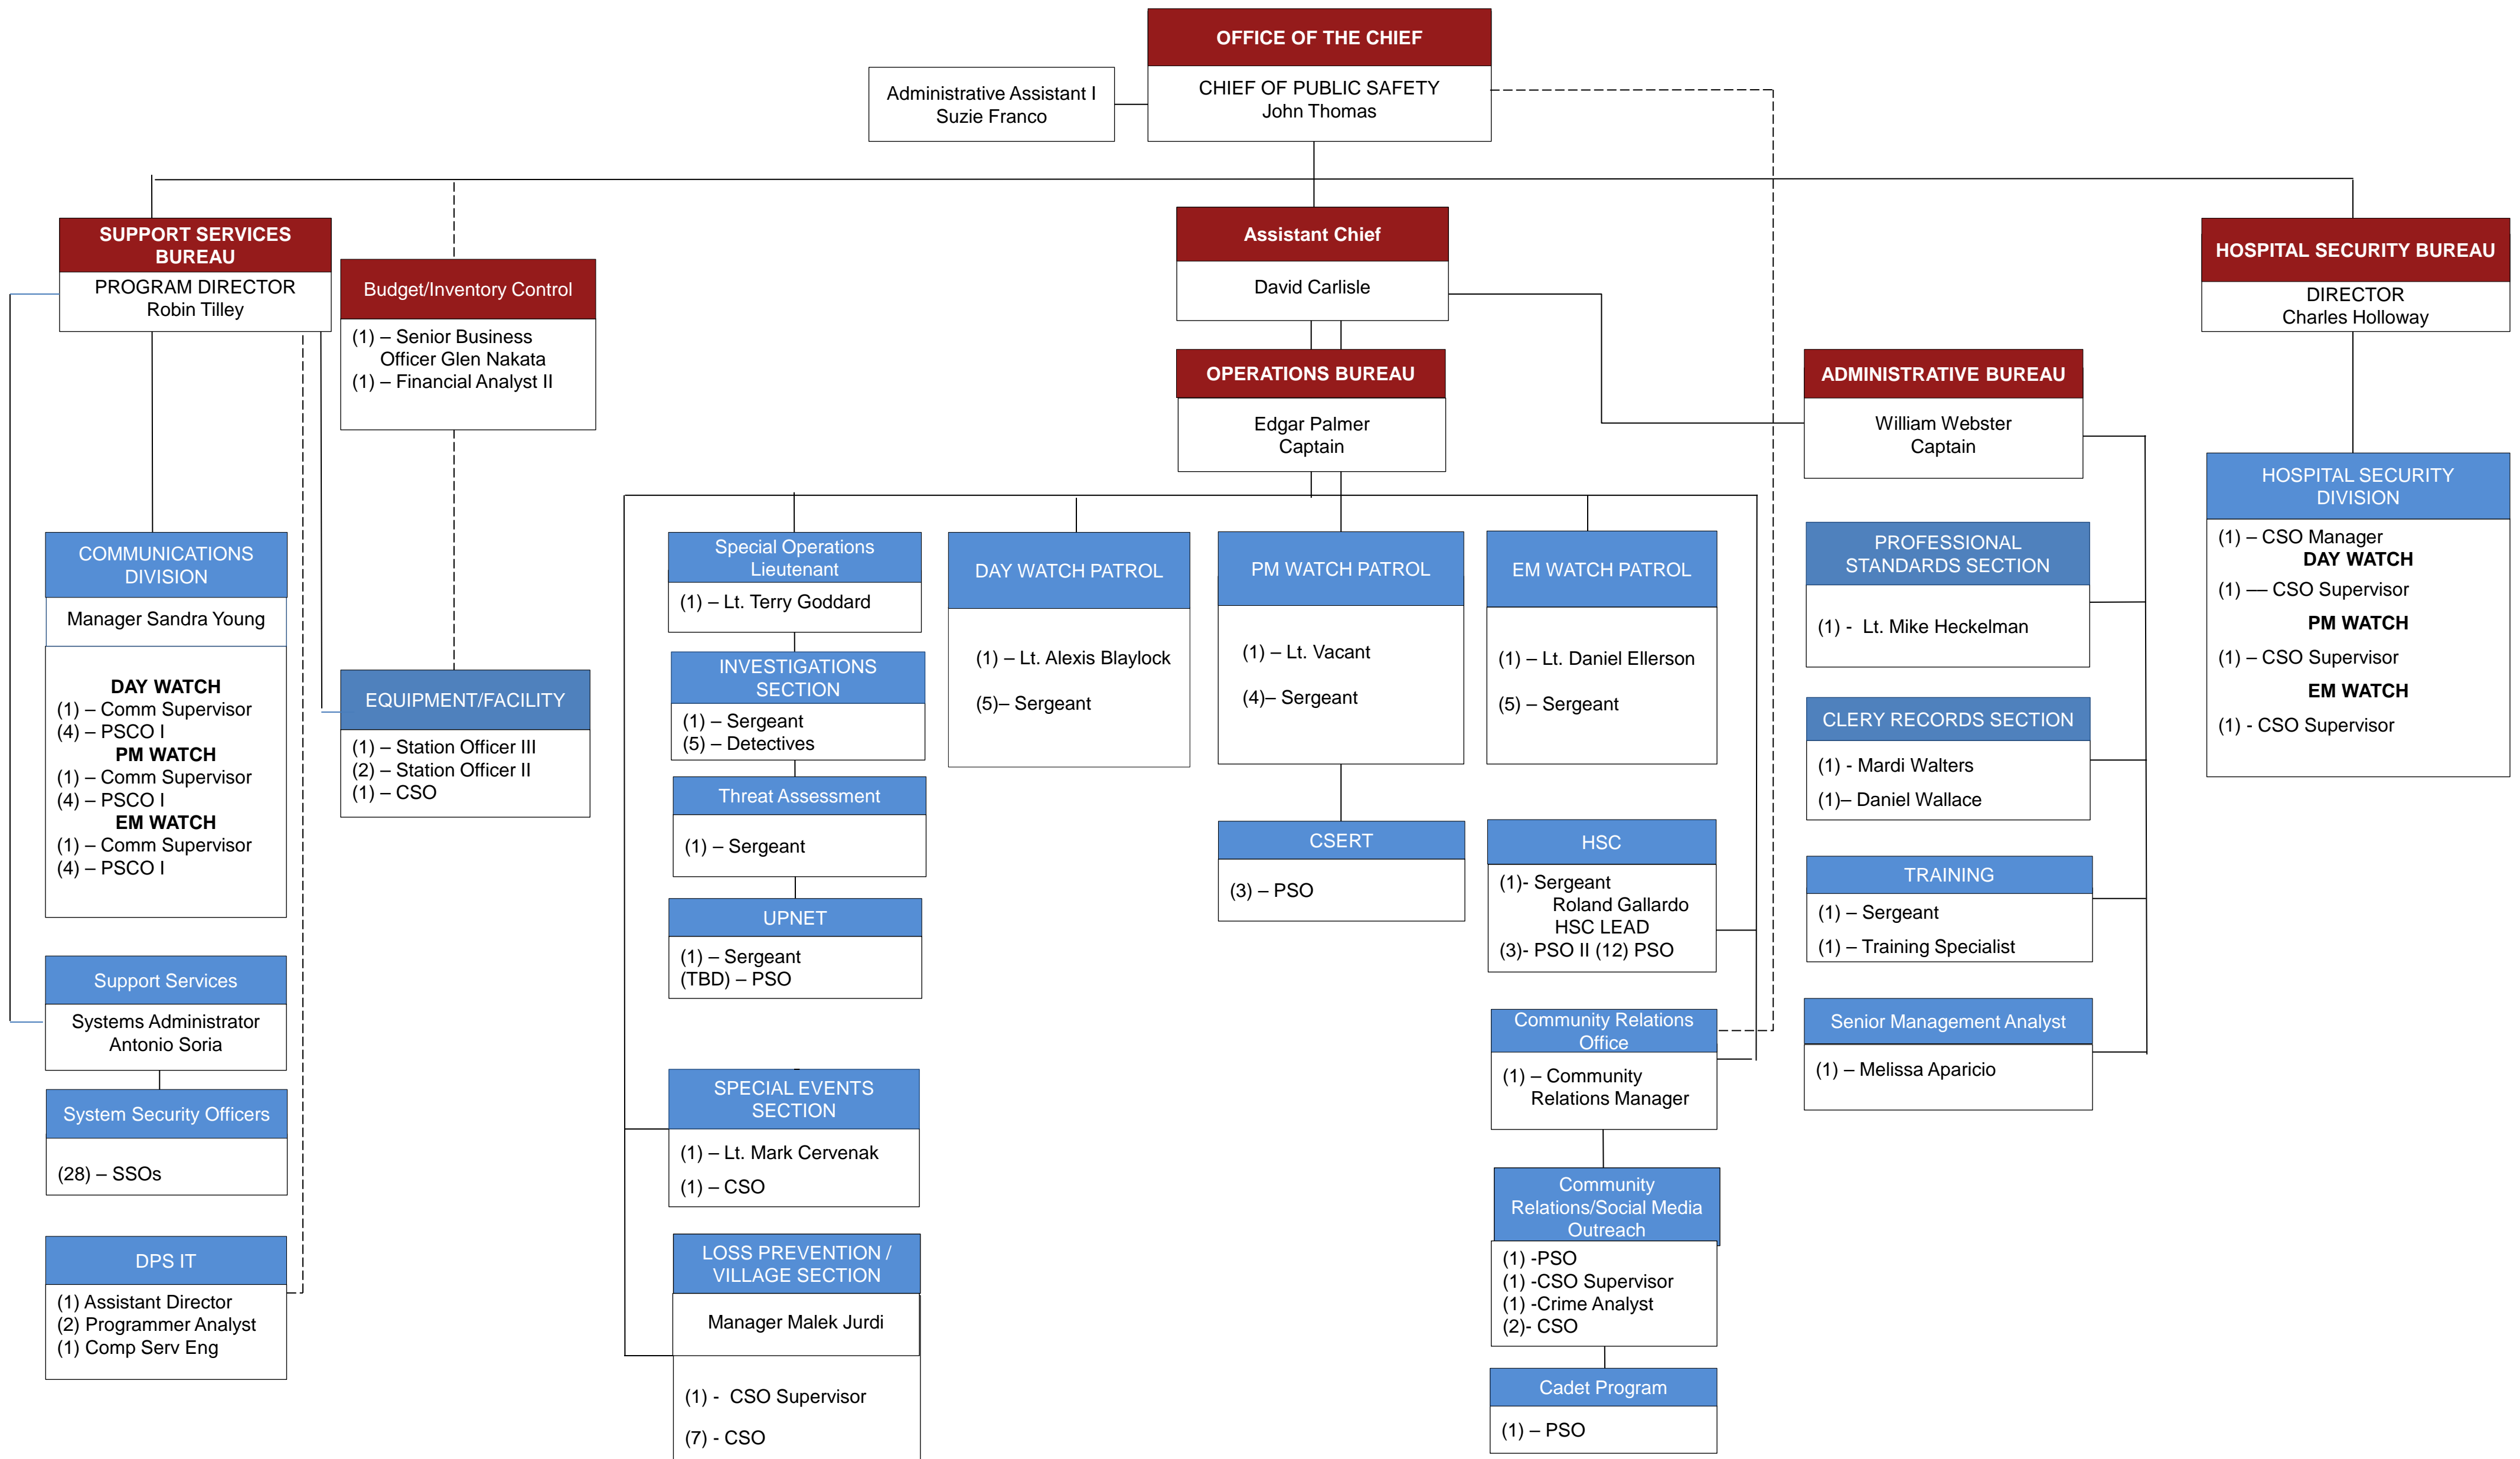 OFFICE OF THE CHIEF
CHIEF OF PUBLIC SAFETY
John Thomas
Administrative Assistant I
Suzie Franco
SUPPORT SERVICES
BUREAU
PROGRAM DIRECTOR
Robin Tilley
Budget/Inventory Control
(1) – Senior Business
Officer Glen Nakata
(1) – Financial Analyst II
Assistant Chief
David Carlisle
HOSPITAL SECURITY BUREAU
DIRECTOR
Charles Holloway
OPERATIONS BUREAU
Edgar Palmer
Captain
ADMINISTRATIVE BUREAU
William Webster
Captain
COMMUNICATIONS
DIVISION
Manager Sandra Young
DAY WATCH
(1) – Comm Supervisor
(4) – PSCO I
PM WATCH
(1) – Comm Supervisor
(4) – PSCO I
EM WATCH
(1) – Comm Supervisor
(4) – PSCO I
Support Services
Systems Administrator
Antonio Soria
System Security Officers
(28) – SSOs
DPS IT
(1) Assistant Director
(2) Programmer Analyst
(1) Comp Serv Eng
EQUIPMENT/FACILITY
(1) – Station Officer III
(2) – Station Officer II
(1) – CSO
Special Operations
Lieutenant
(1) – Lt. Terry Goddard
INVESTIGATIONS
SECTION
(1) – Sergeant
(5) – Detectives
Threat Assessment
(1) – Sergeant
UPNET
(1) – Sergeant
(TBD) – PSO
SPECIAL EVENTS
SECTION
(1) – Lt. Mark Cervenak
(1) – CSO
LOSS PREVENTION /
VILLAGE SECTION
Manager Malek Jurdi
(1) - CSO Supervisor
(7) - CSO
DAY WATCH PATROL
(1) – Lt. Alexis Blaylock
(5)– Sergeant
PM WATCH PATROL
(1) – Lt. Vacant
(4)– Sergeant
CSERT
(3) – PSO
EM WATCH PATROL
(1) – Lt. Daniel Ellerson
(5) – Sergeant
HSC
(1)- Sergeant
Roland Gallardo
HSC LEAD
(3)- PSO II (12) PSO
Community Relations
Office
(1) – Community
Relations Manager
Community
Relations/Social Media
Outreach
(1) -PSO
(1) -CSO Supervisor
(1) -Crime Analyst
(2)- CSO
Cadet Program
(1) – PSO
PROFESSIONAL
STANDARDS SECTION
(1) - Lt. Mike Heckelman
CLERY RECORDS SECTION
(1) - Mardi Walters
(1)– Daniel Wallace
TRAINING
(1) – Sergeant
(1) – Training Specialist
Senior Management Analyst
(1) – Melissa Aparicio
HOSPITAL SECURITY
DIVISION
(1) – CSO Manager
DAY WATCH
(1) –– CSO Supervisor
PM WATCH
(1) – CSO Supervisor
EM WATCH
(1) - CSO Supervisor